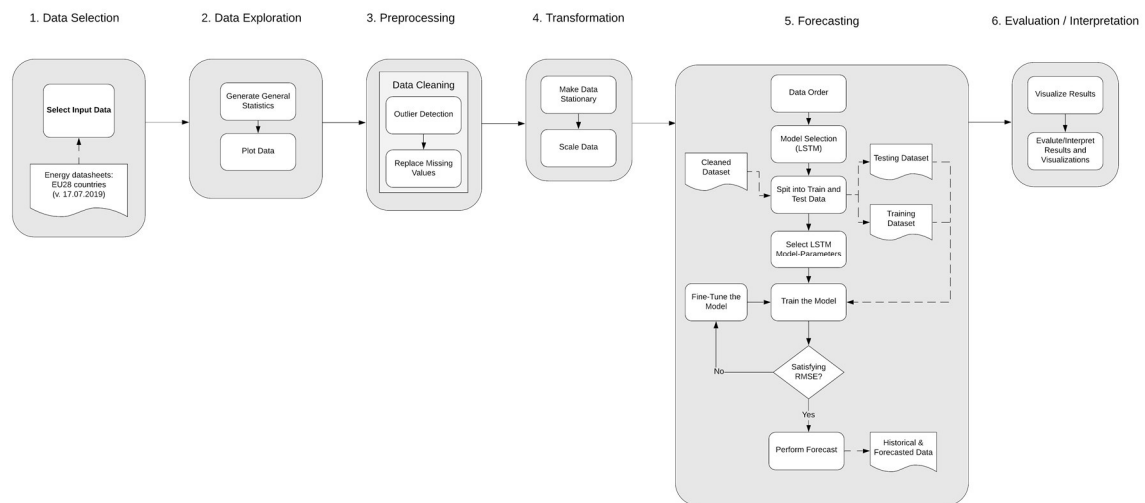 1. Data Selection
2. Data Exploration
3. Preprocessing
4. Transformation
5. Forecasting
6. Evaluation / Interpretation
Select Input Data
Energy datasheets:
EU28 countries
(v. 17.07.2019)
Generate General
Statistics
Plot Data
Data Cleaning
Outlier Detection
Replace Missing
Values
Make Data
Stationary
Scale Data
Data Order
Model Selection
(LSTM)
Cleaned
Dataset
Spit into Train and
Test Data
Testing Dataset
Training
Dataset
Select LSTM
Model-Parameters
Fine-Tune the
Model
Train the Model
Satisfying
RMSE?
No
Yes
Perform Forecast
Historical &
Forecasted Data
Visualize Results
Evalute/Interpret
Results and
Visualizations